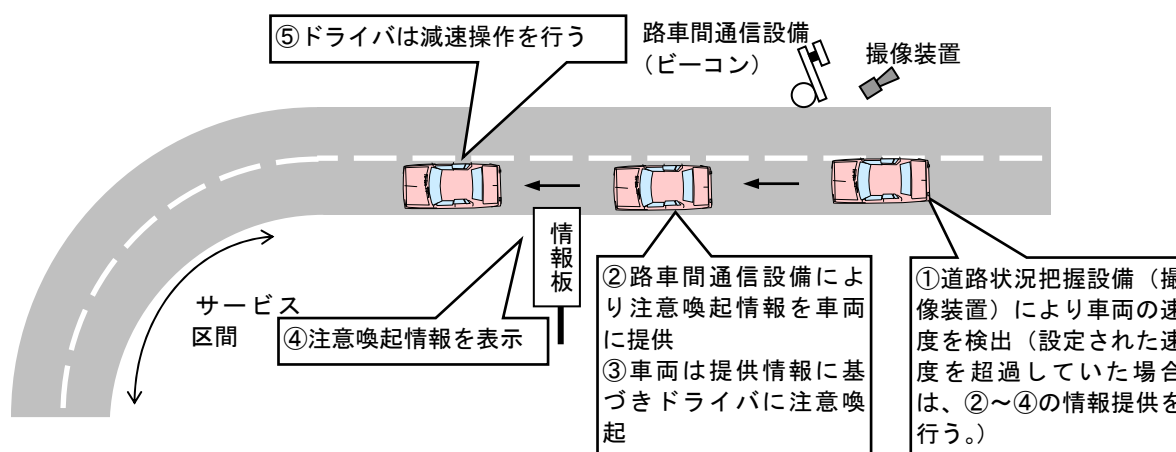 ⑤ドライバは減速操作を行う
路車間通信設備
（ビーコン）
撮像装置
情報板
サービス
区間
④注意喚起情報を表示
②路車間通信設備によ
り注意喚起情報を車両
に提供
③車両は提供情報に基
づきドライバに注意喚
起
①道路状況把握設備（撮
像装置）により車両の速
度を検出（設定された速
度を超過していた場合
は、②～④の情報提供を
行う。）